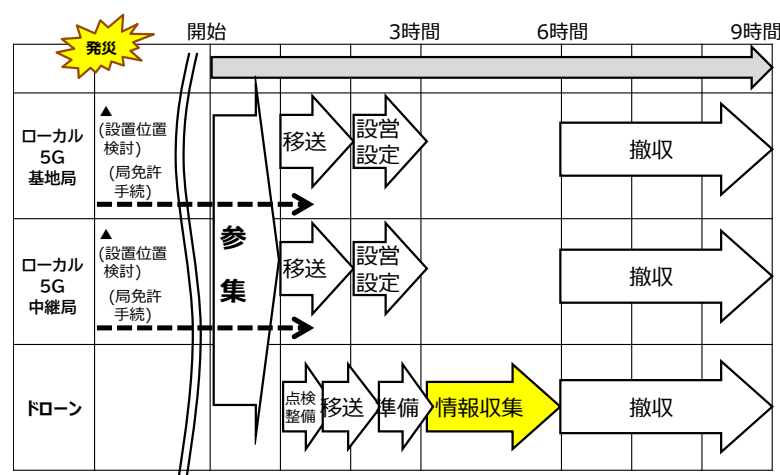 発災
開始
3時間
6時間
9時間
ローカル
5G
基地局
▲
(設置位置
検討)
(局免許
手続)
移送
設営
設定
撤収
参
集
ローカル
5G
中継局
▲
(設置位置
検討)
(局免許
手続)
移送
設営
設定
撤収
ドローン
点検
整備
移送
準備
情報収集
撤収